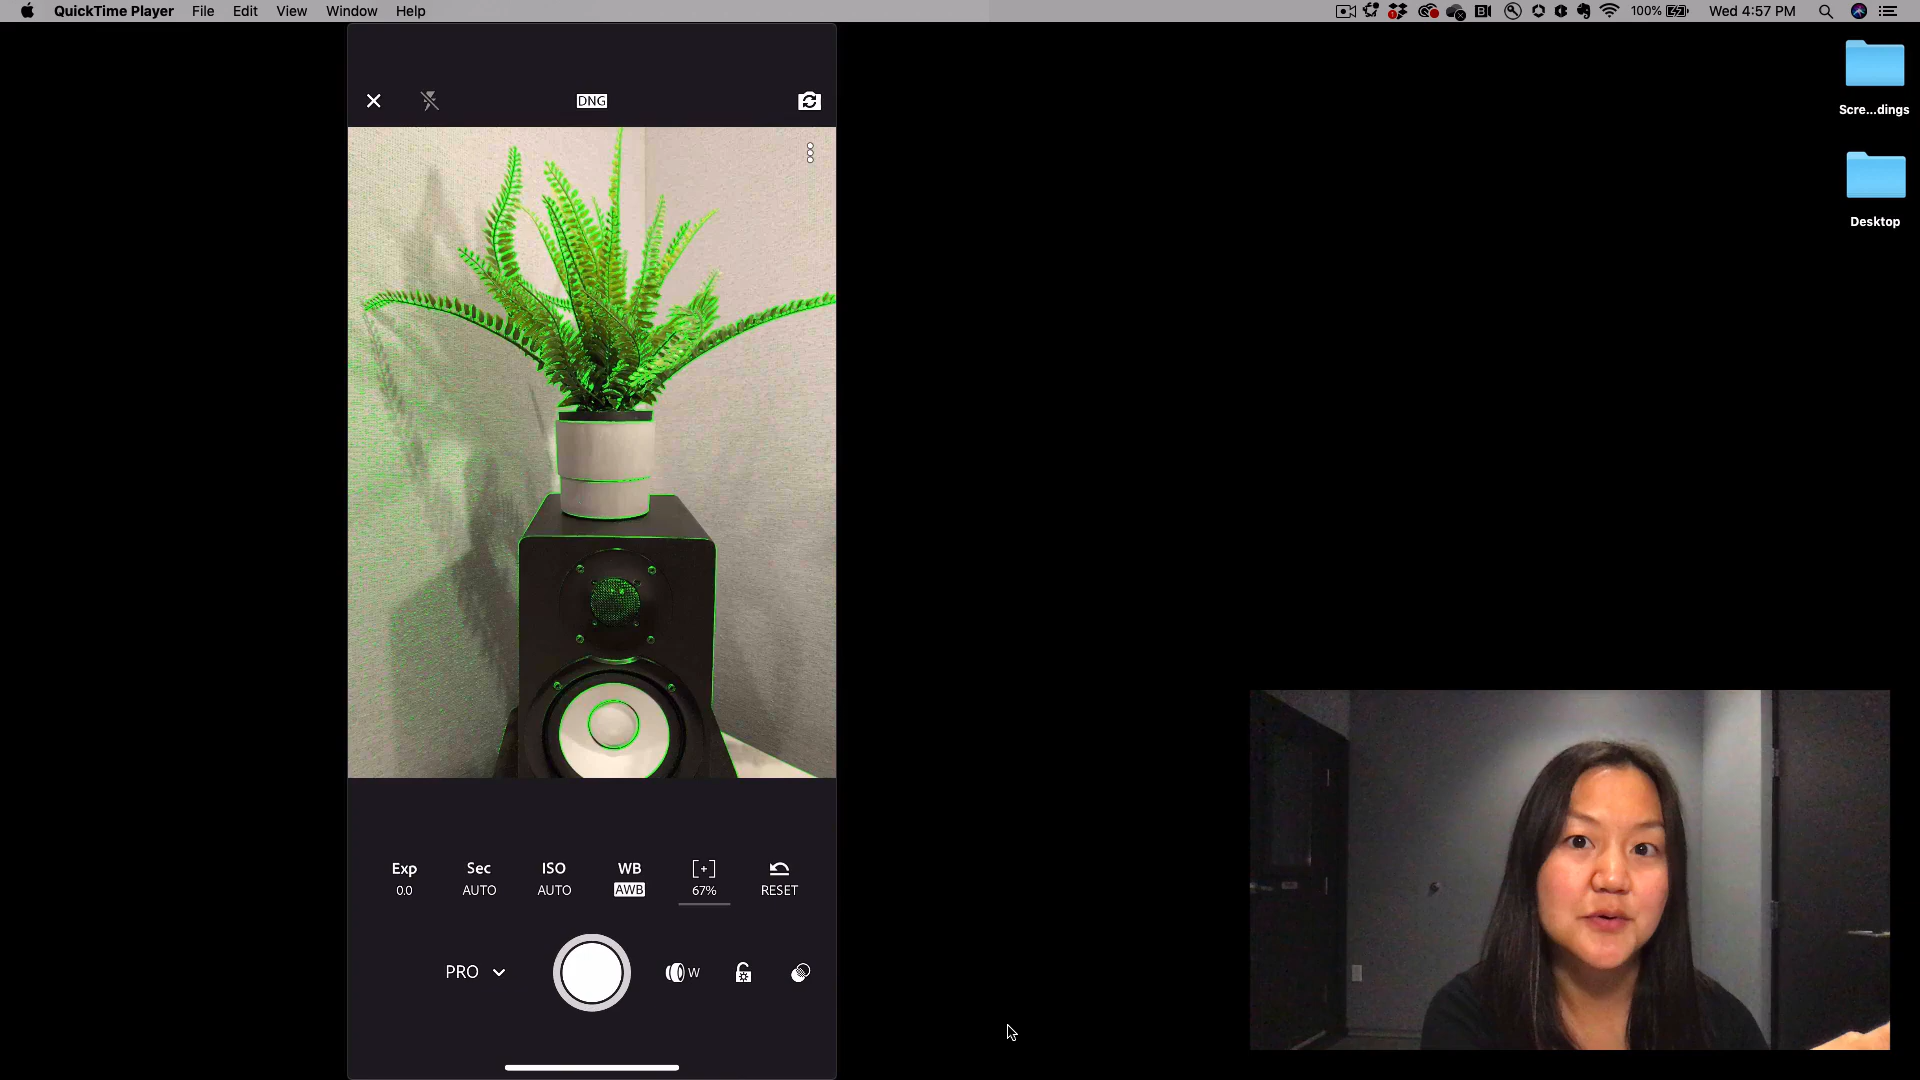 QuickTime Player File Edit View Window Help 100% Wed 4:57 PM
DNG
Scre...dings
Desktop
Exp Sec ISO WB [+]
0.0 AUTO AUTO AWB 67% RESET
PRO W